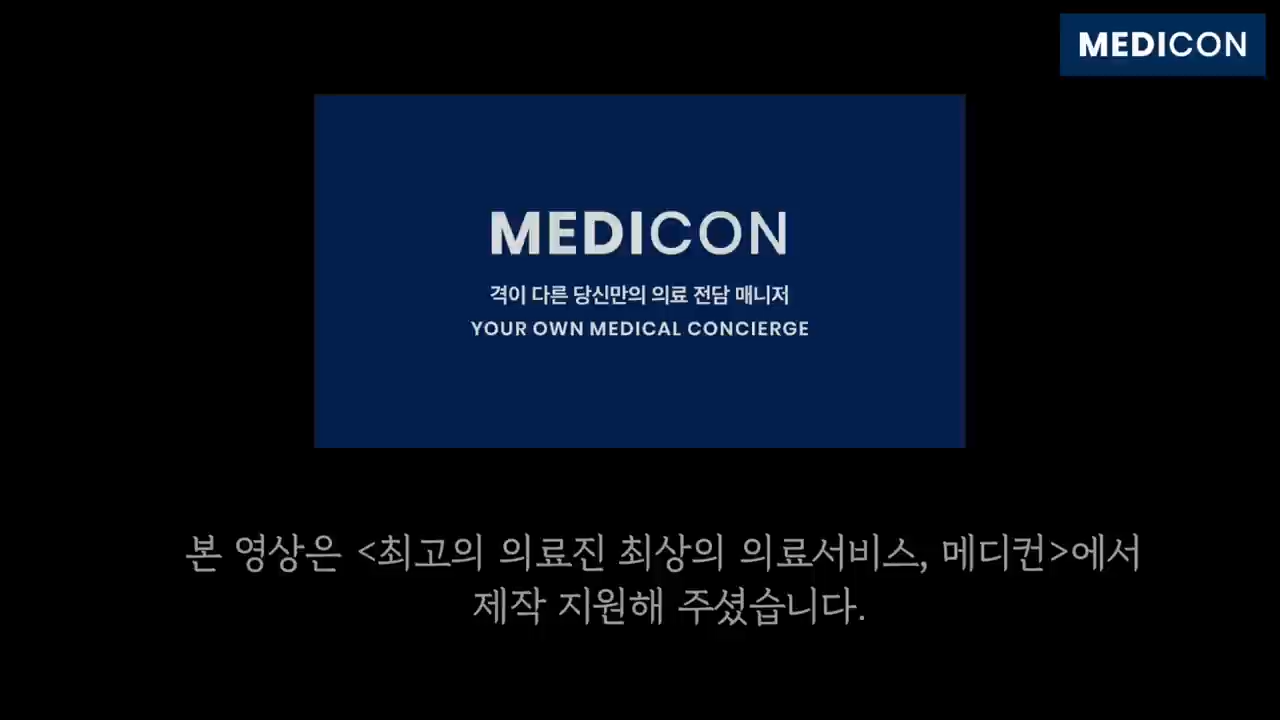 MEDICON
MEDICON
격이 다른 당신만의 의료 전담 매니저
YOUR OWN MEDICAL CONCIERGE
본 영상은 <최고의 의료진 최상의 의료서비스, 메디컨>에서
제작 지원해 주셨습니다.